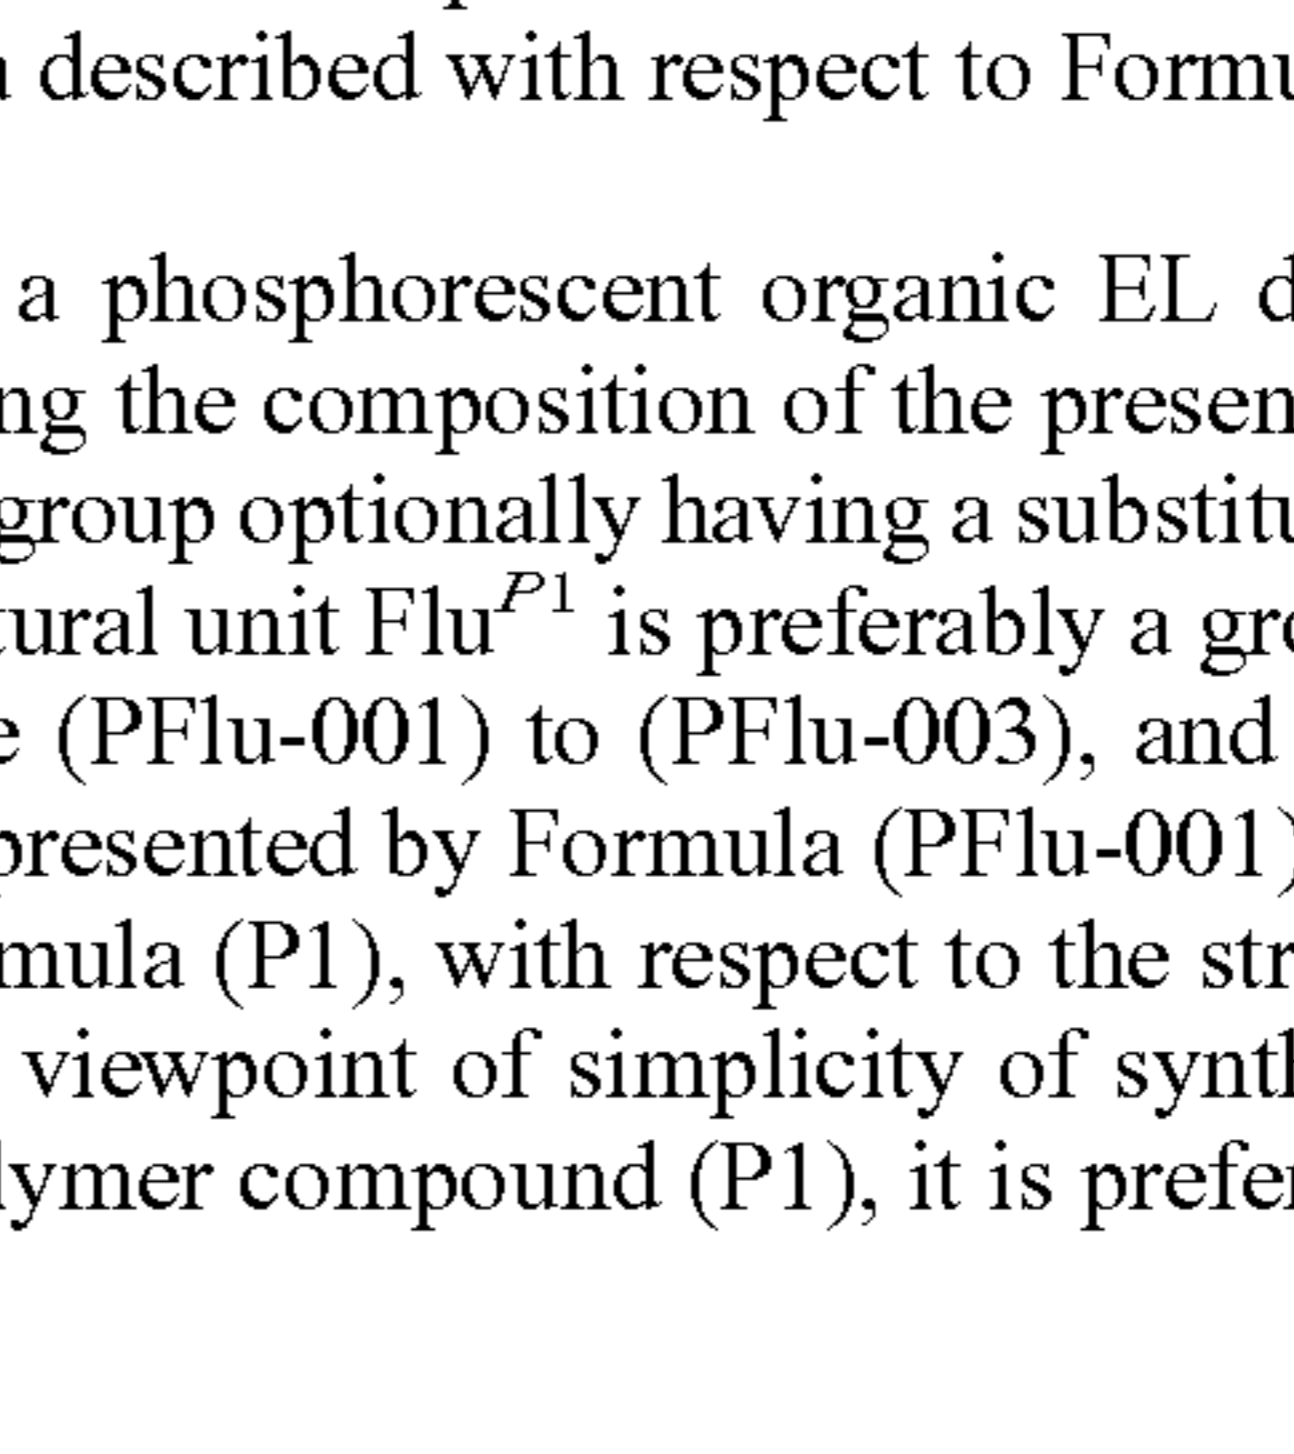 described with respect to Formu
a phosphorescent organic EL d
ng the composition of the presen
group optionally having a substitu
tural unit Flu^P1 is preferably a gro
e (PFlu-001) to (PFlu-003), and
presented by Formula (PFlu-001)
mula (P1), with respect to the str
viewpoint of simplicity of synth
lymer compound (P1), it is prefer